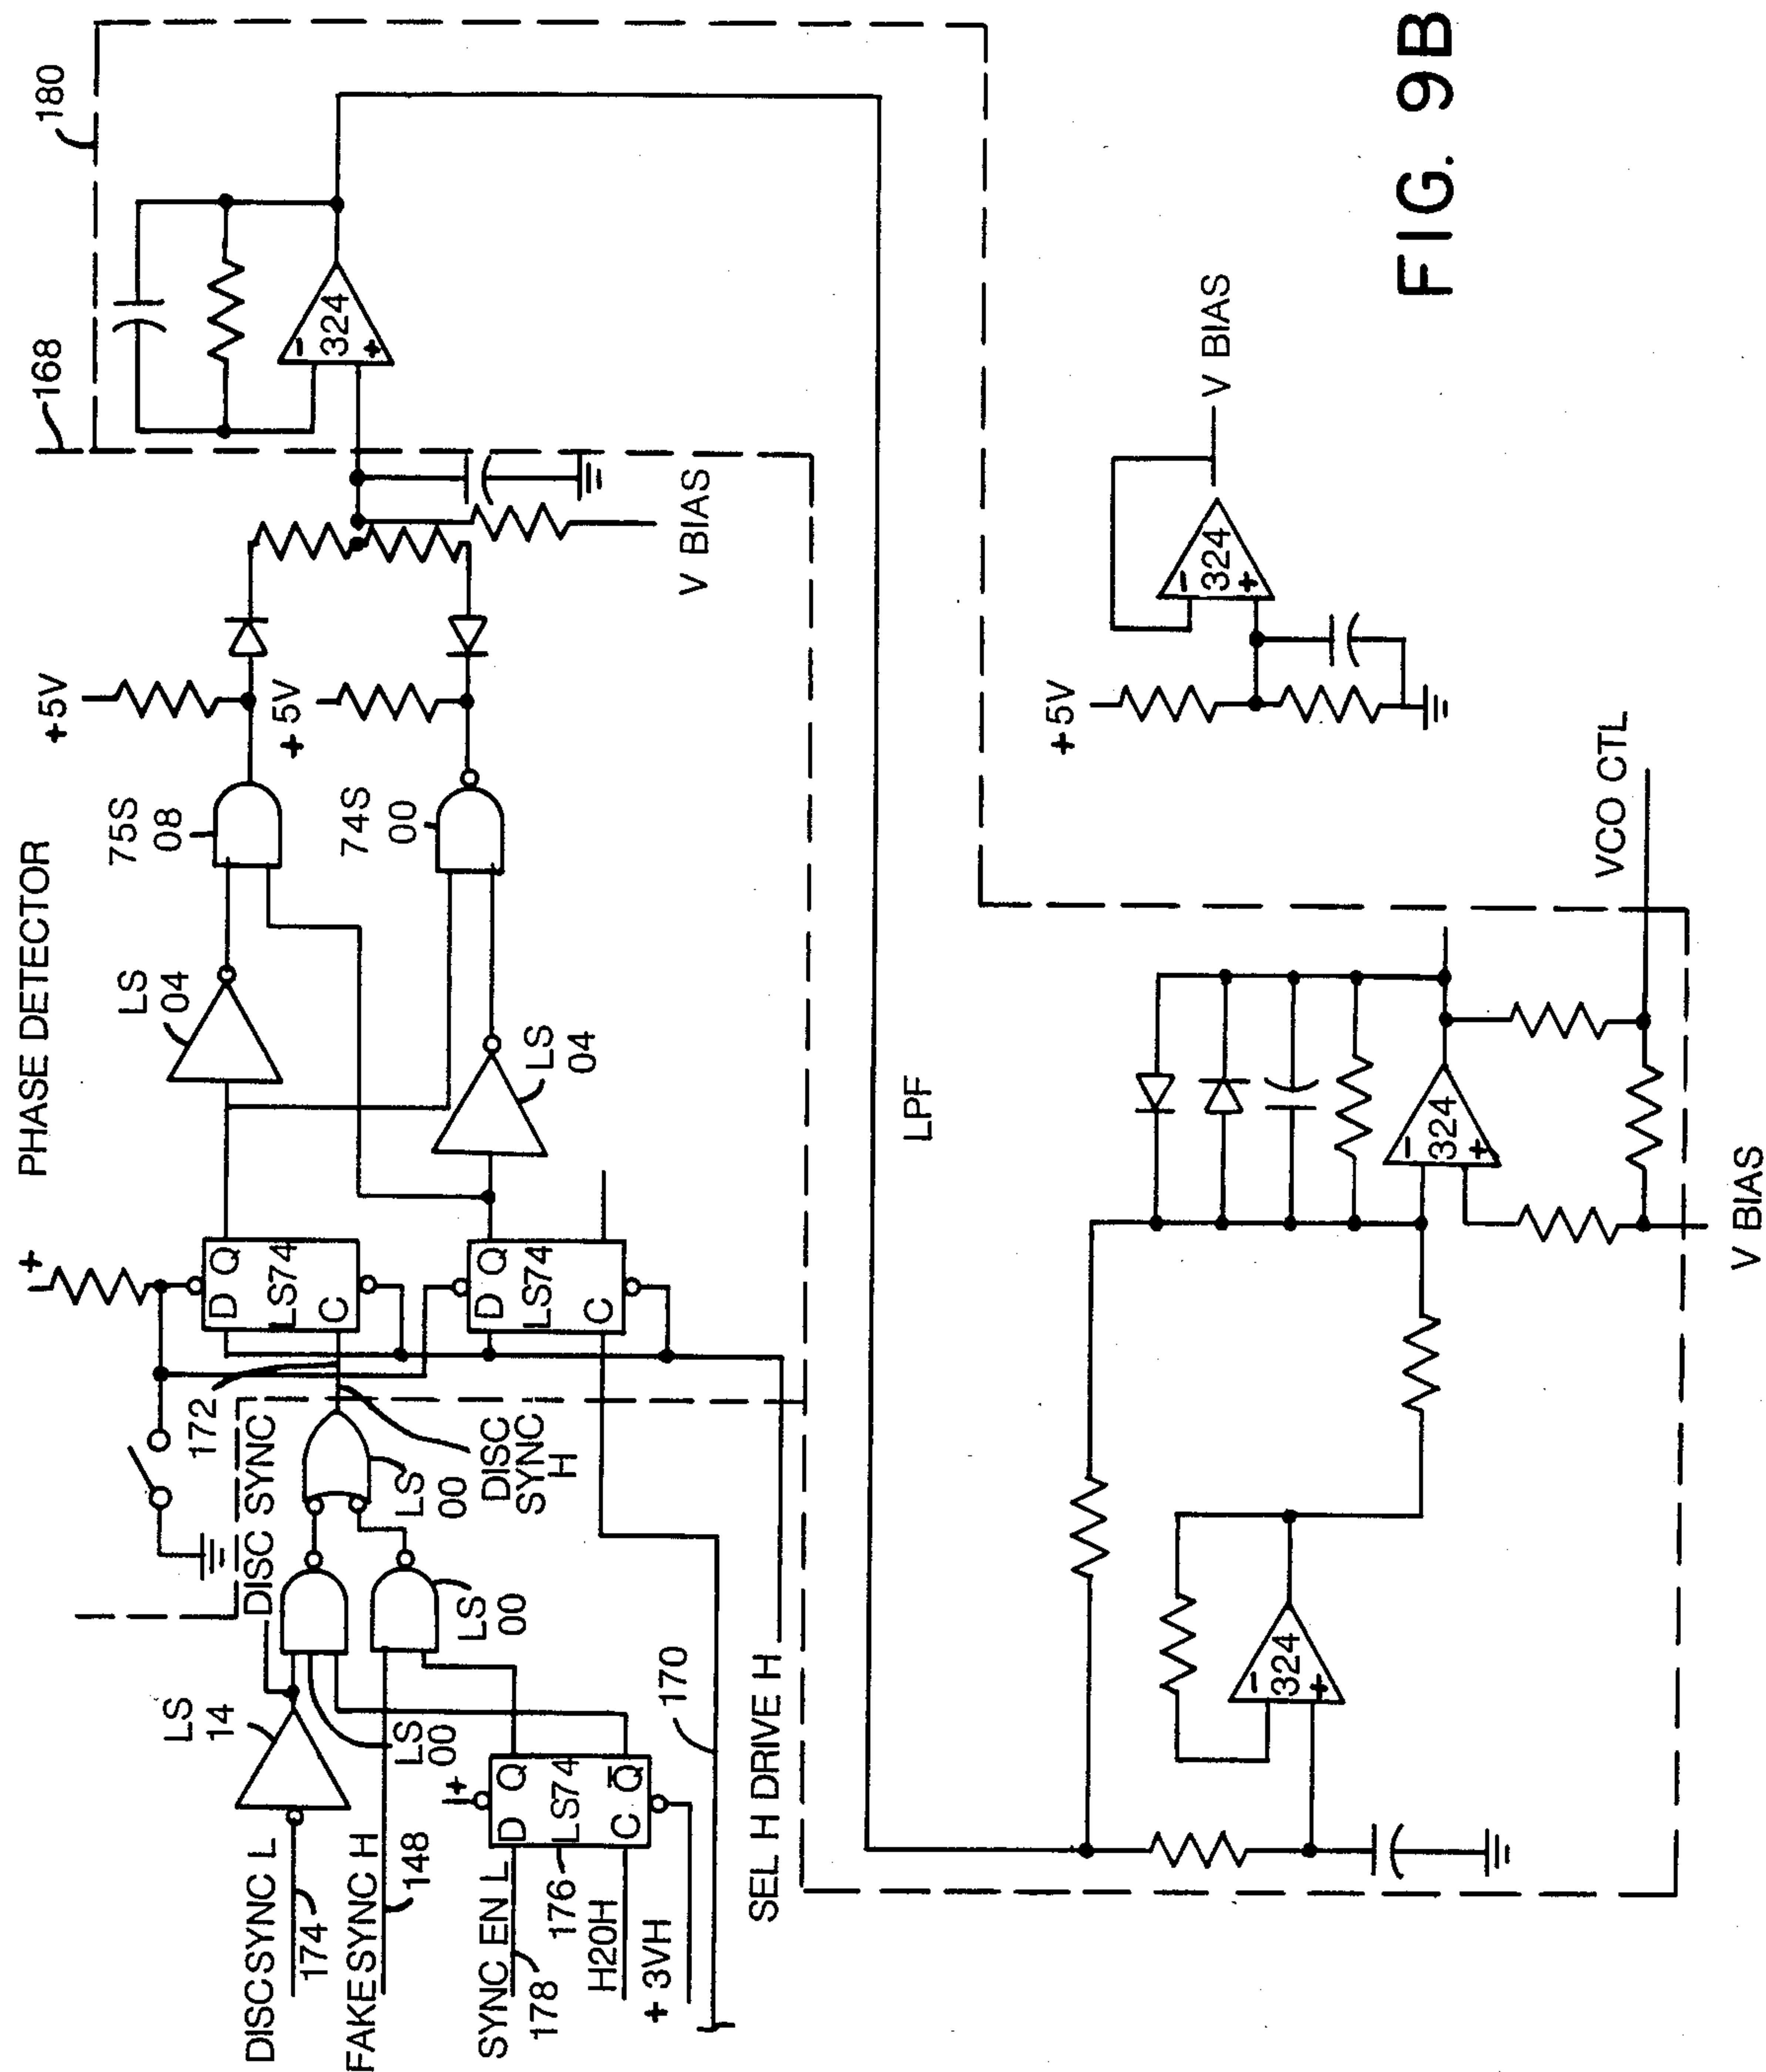 PHASE DETECTOR
168
180
+5V
+5V
LS
04
75S
08
LS
04
74S
00
+
D Q
LS74
C
D Q
LS74
C
172
DISC SYNC
DISC
SYNC
H
LS
00
LS
00
LS
00
LS
14
DISCSYNC L
174
FAKESYNC H
148
SYNC EN L
178
176
H20H
+ 3VH
+
D Q
LS74
C Q̅
170
SEL H DRIVE H
V BIAS
-
324
+
LPF
-
324
+
-
324
+
VCO CTL
V BIAS
+5V
-
324
+
V BIAS
FIG. 9B